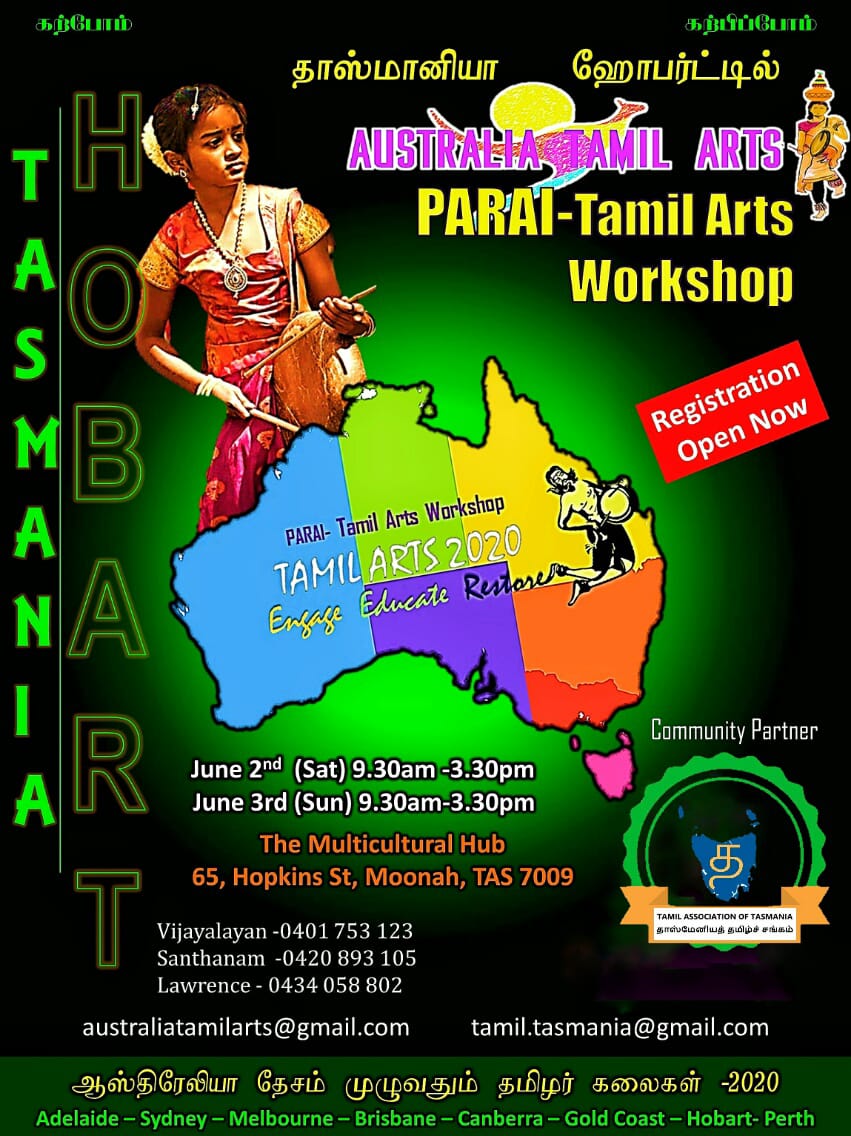 கற்போம்
கற்பிப்போம்
தாஸ்மானியா ஹோபர்ட்டில்
AUSTRALIA TAMIL ARTS
PARAI-Tamil Arts
Workshop
TASMANIA
HOBART
Registration
Open Now
PARAI- Tamil Arts Workshop
TAMIL ARTS 2020
Engage Educate Restore
Community Partner
த
TAMIL ASSOCIATION OF TASMANIA
தாஸ்மேனியத் தமிழ்ச் சங்கம்
June 2nd (Sat) 9.30am -3.30pm
June 3rd (Sun) 9.30am-3.30pm
The Multicultural Hub
65, Hopkins St, Moonah, TAS 7009
Vijayalayan -0401 753 123
Santhanam -0420 893 105
Lawrence - 0434 058 802
australiatamilarts@gmail.com tamil.tasmania@gmail.com
ஆஸ்திரேலியா தேசம் முழுவதும் தமிழர் கலைகள் -2020
Adelaide – Sydney – Melbourne – Brisbane – Canberra – Gold Coast – Hobart- Perth